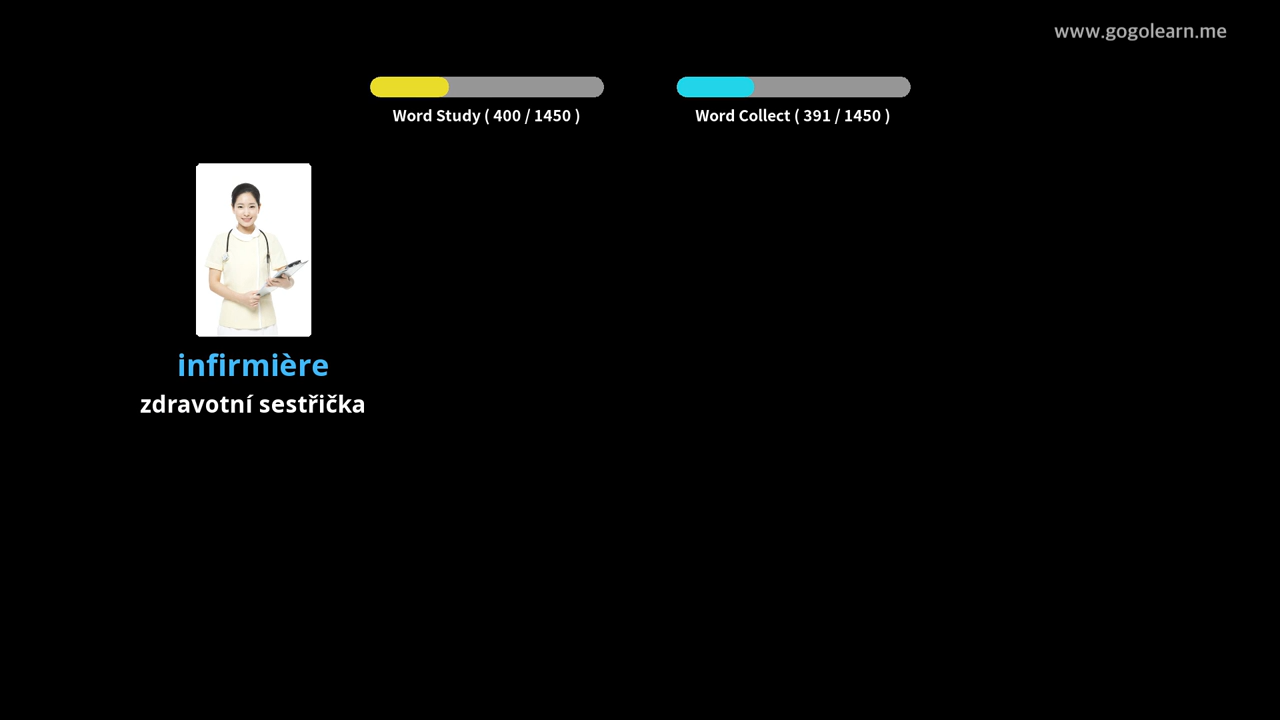 www.gogolearn.me
Word Study ( 400 / 1450 )
Word Collect ( 391 / 1450 )
infirmière
zdravotní sestřička